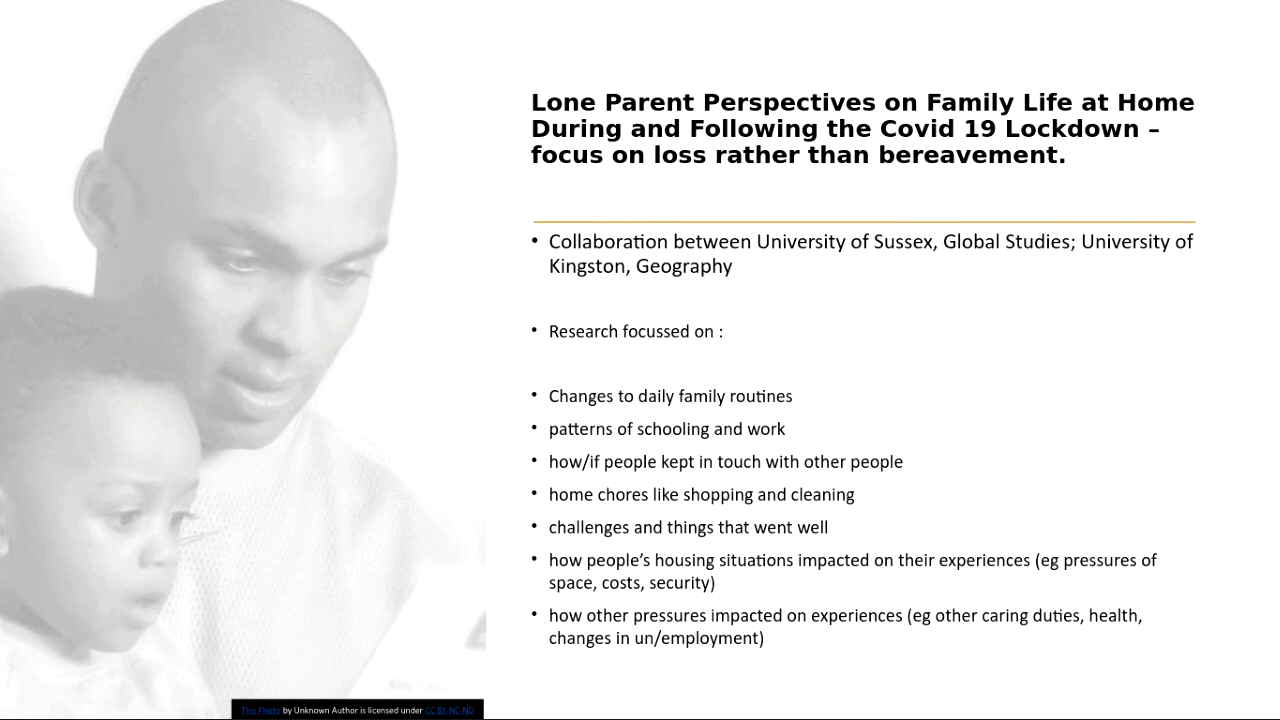 Lone Parent Perspectives on Family Life at Home
During and Following the Covid 19 Lockdown –
focus on loss rather than bereavement.
• Collaboration between University of Sussex, Global Studies; University of
Kingston, Geography
• Research focussed on :
• Changes to daily family routines
• patterns of schooling and work
• how/if people kept in touch with other people
• home chores like shopping and cleaning
• challenges and things that went well
• how people’s housing situations impacted on their experiences (eg pressures of
space, costs, security)
• how other pressures impacted on experiences (eg other caring duties, health,
changes in un/employment)
This Photo by Unknown Author is licensed under CC BY-NC-ND